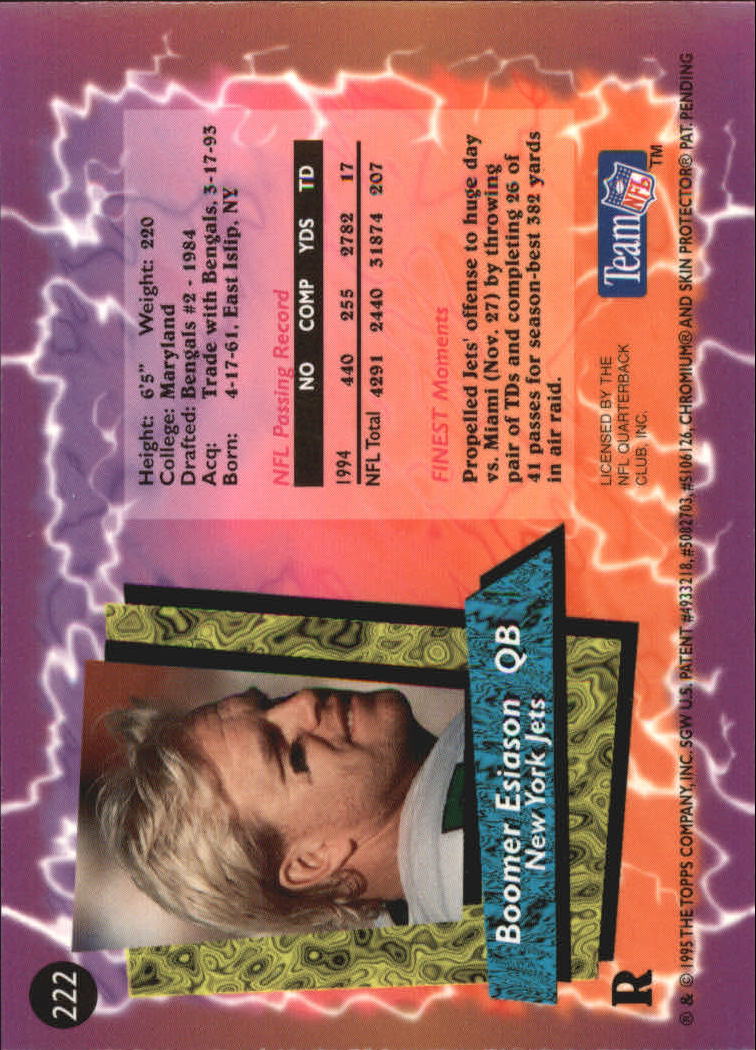 222
Height: 6'5" Weight: 220
College: Maryland
Drafted: Bengals #2 - 1984
Acq: Trade with Bengals, 3-17-93
Born: 4-17-61, East Islip, NY
NFL Passing Record
NO COMP YDS TD
1994 440 255 2782 17
NFL Total 4291 2440 31874 207
FINEST Moments
Propelled Jets' offense to huge day
vs. Miami (Nov. 27) by throwing
pair of TDs and completing 26 of
41 passes for season-best 382 yards
in air raid.
Boomer Esiason QB
New York Jets
LICENSED BY THE
NFL QUARTERBACK
CLUB, INC.
Team NFL TM
R
® & © 1995 THE TOPPS COMPANY, INC. SGW U.S. PATENT #4933218, #5082703, #5106126, CHROMIUM® AND SKIN PROTECTOR® PAT. PENDING